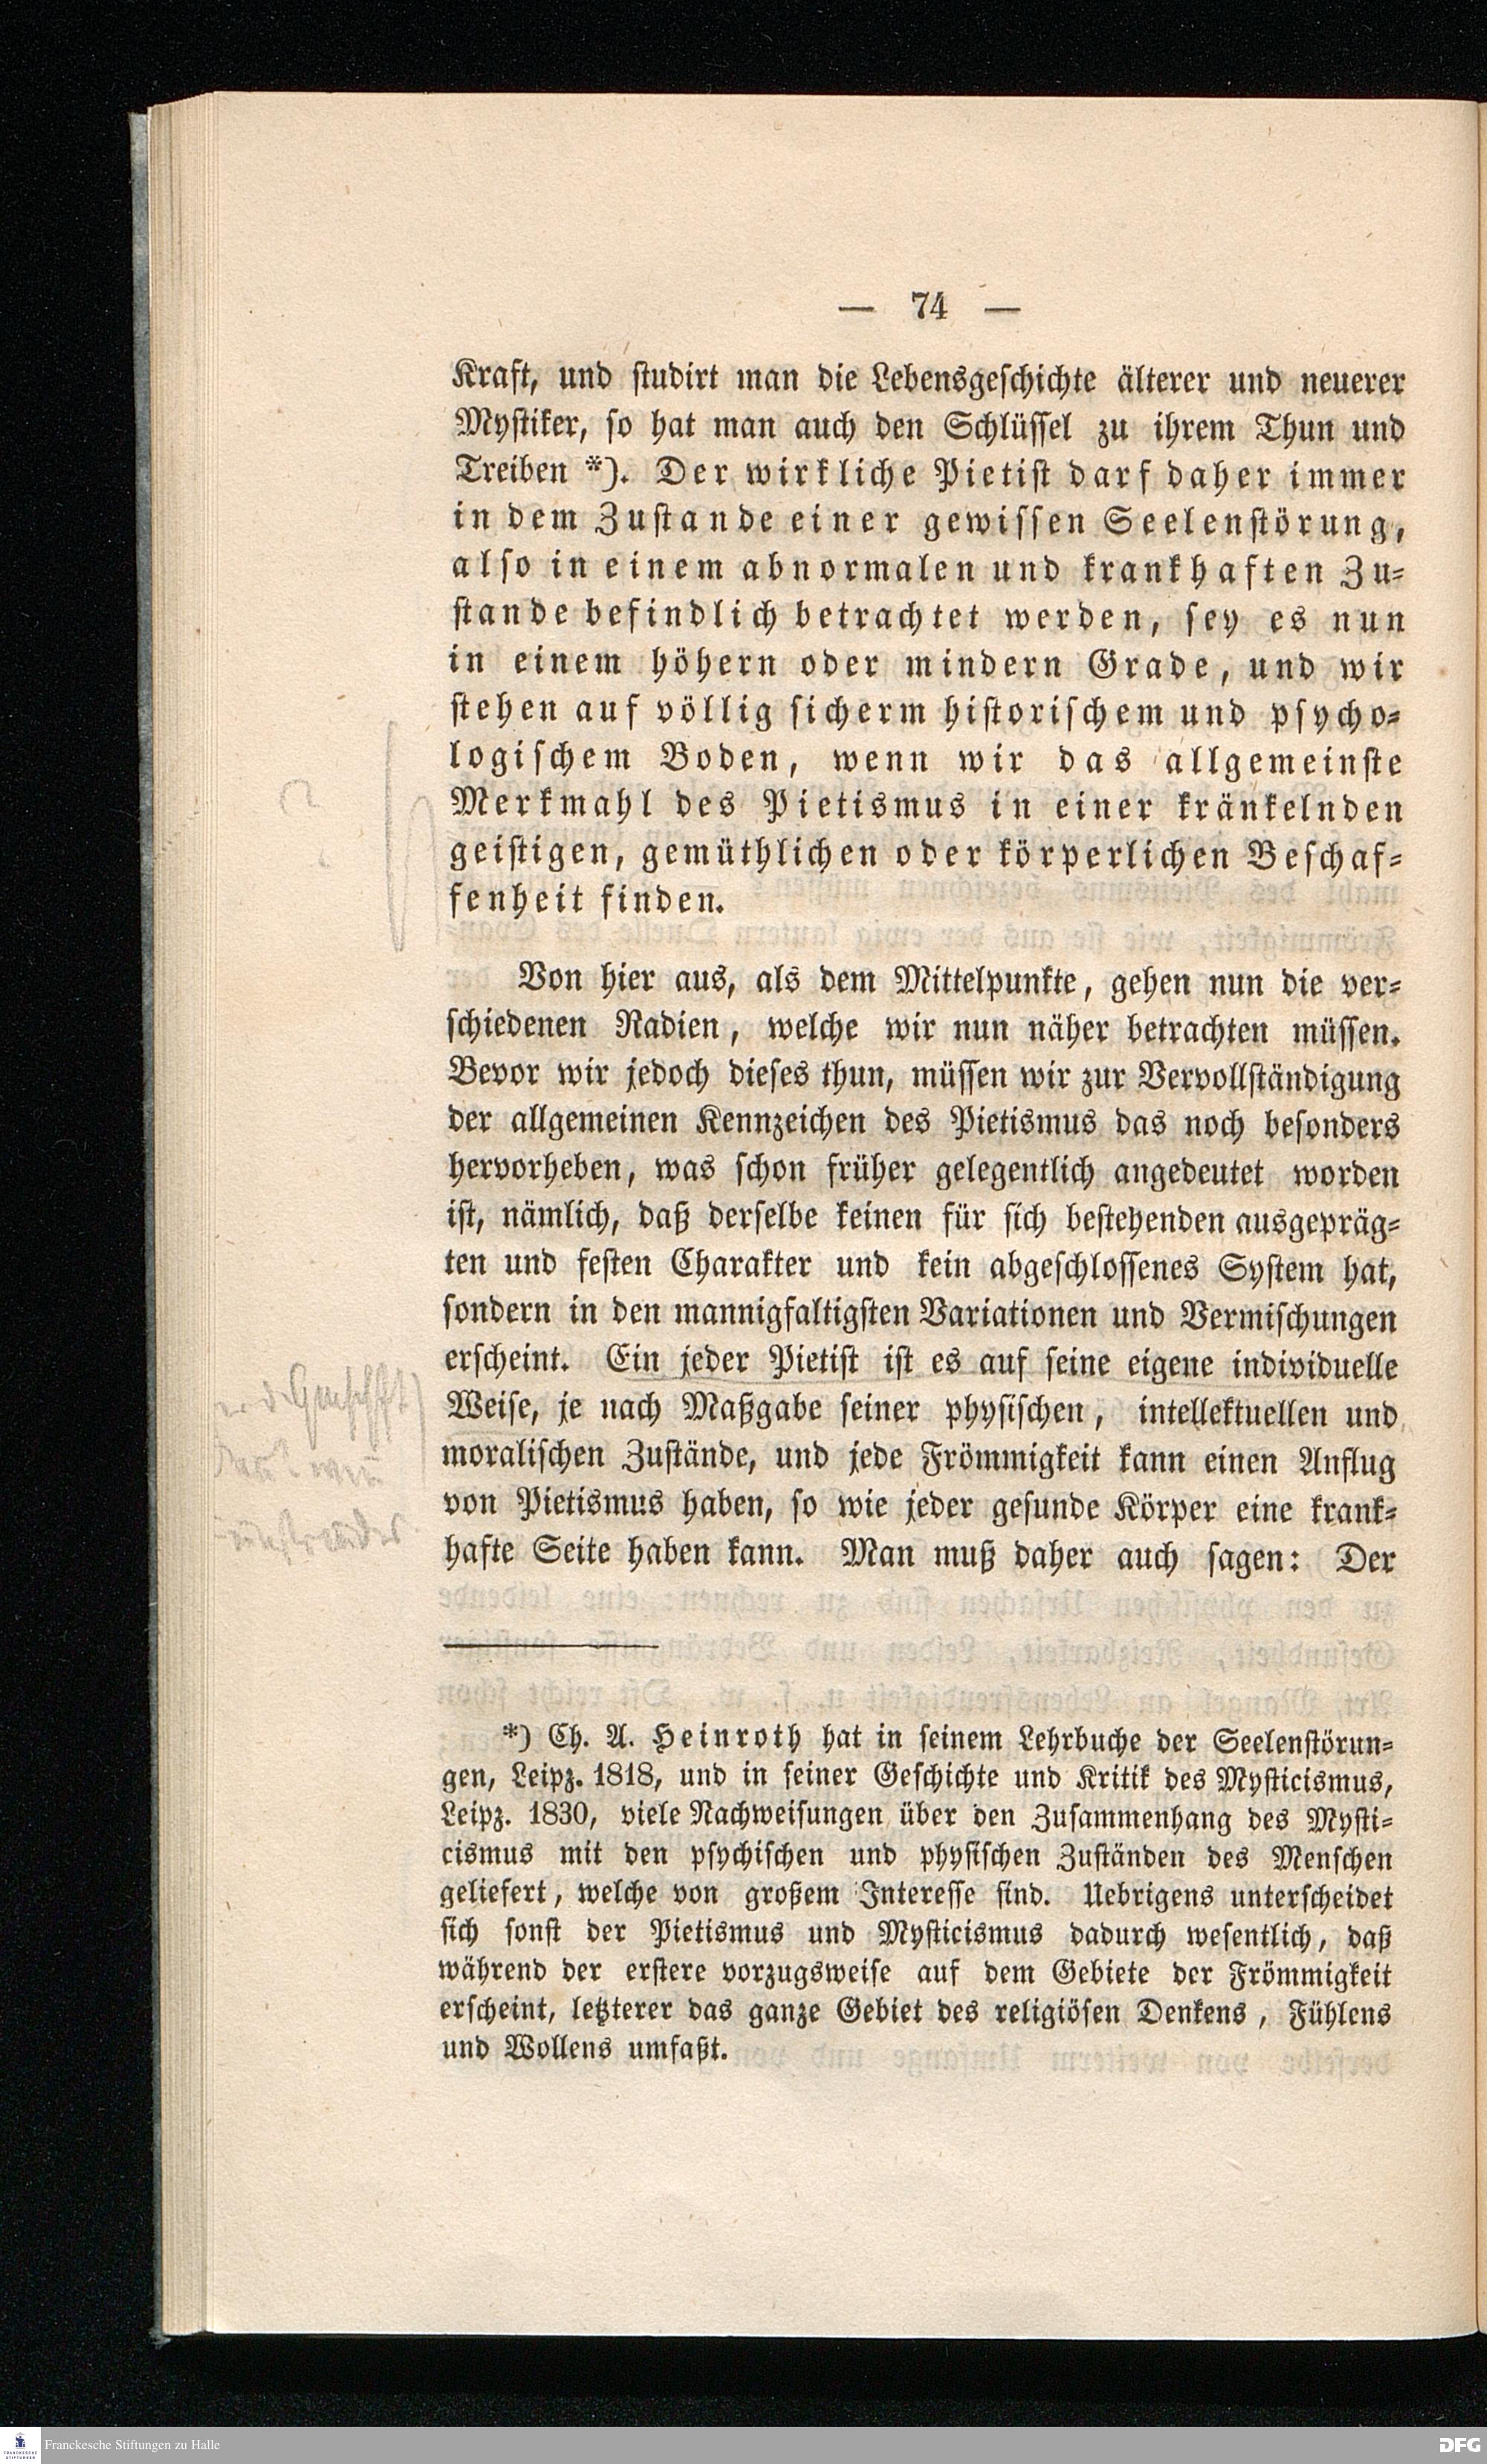 — 74 —
Kraft, und studirt man die Lebensgeschichte älterer und neuerer
Mystiker, so hat man auch den Schlüssel zu ihrem Thun und
Treiben *). Der wirkliche Pietist darf daher immer
in dem Zustande einer gewissen Seelenstörung,
also in einem abnormalen und krankhaften Zu-
stande befindlich betrachtet werden, sey es nun
in einem höhern oder mindern Grade, und wir
stehen auf völlig sicherm historischem und psycho-
logischem Boden, wenn wir das allgemeinste
Merkmahl des Pietismus in einer kränkelnden
geistigen, gemüthlichen oder körperlichen Beschaf-
fenheit finden.
Von hier aus, als dem Mittelpunkte, gehen nun die ver-
schiedenen Radien, welche wir nun näher betrachten müssen.
Bevor wir jedoch dieses thun, müssen wir zur Vervollständigung
der allgemeinen Kennzeichen des Pietismus das noch besonders
hervorheben, was schon früher gelegentlich angedeutet worden
ist, nämlich, daß derselbe keinen für sich bestehenden ausgepräg-
ten und festen Charakter und kein abgeschlossenes System hat,
sondern in den mannigfaltigsten Variationen und Vermischungen
erscheint. Ein jeder Pietist ist es auf seine eigene individuelle
Weise, je nach Maßgabe seiner physischen, intellektuellen und
moralischen Zustände, und jede Frömmigkeit kann einen Anflug
von Pietismus haben, so wie jeder gesunde Körper eine krank-
hafte Seite haben kann. Man muß daher auch sagen: Der
*) Ch. A. Heinroth hat in seinem Lehrbuche der Seelenstörun-
gen, Leipz. 1818, und in seiner Geschichte und Kritik des Mysticismus,
Leipz. 1830, viele Nachweisungen über den Zusammenhang des Mysti-
cismus mit den psychischen und physischen Zuständen des Menschen
geliefert, welche von großem Interesse sind. Uebrigens unterscheidet
sich sonst der Pietismus und Mysticismus dadurch wesentlich, daß
während der erstere vorzugsweise auf dem Gebiete der Frömmigkeit
erscheint, letzterer das ganze Gebiet des religiösen Denkens, Fühlens
und Wollens umfaßt.
Franckesche Stiftungen zu Halle
DFG